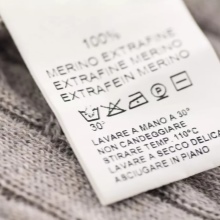 100%
MERINO EXTRAFINE
EXTRAFINE MERINO
EXTRAFEIN MERINO
30°
LAVARE A MANO A 30°
NON CANDEGGIARE
STIRARE TEMP. 110°C
LAVARE A SECCO DELICA
ASCIUGARE IN PIANO